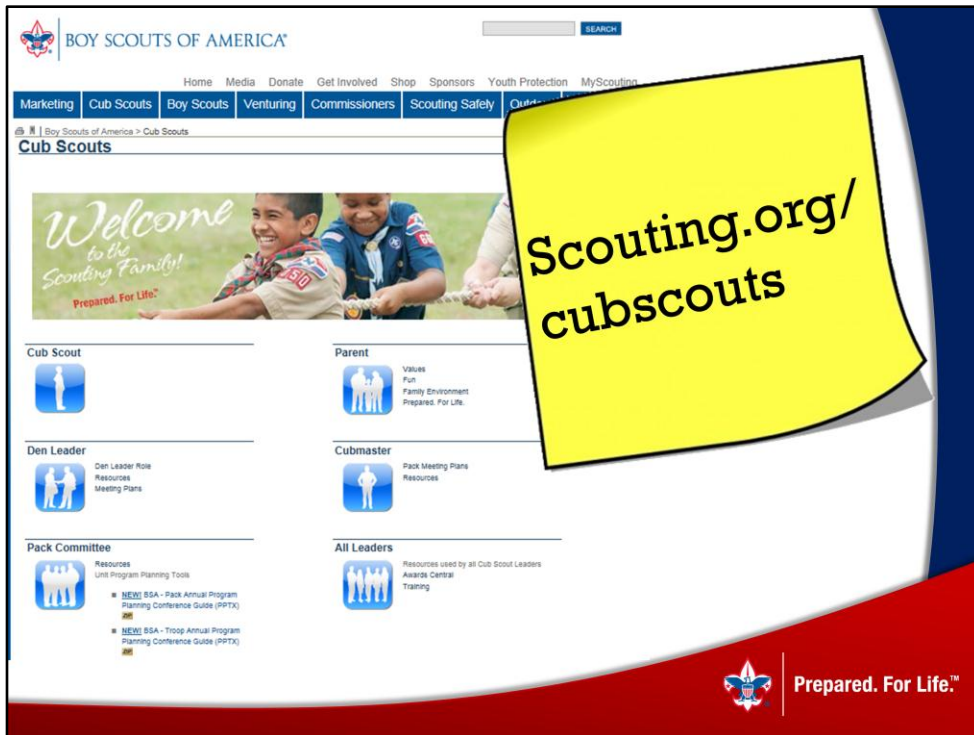 BOY SCOUTS OF AMERICA®
SEARCH
Home Media Donate Get Involved Shop Sponsors Youth Protection MyScouting
Marketing Cub Scouts Boy Scouts Venturing Commissioners Scouting Safely
Boy Scouts of America > Cub Scouts
Cub Scouts
Welcome
to the
Scouting Family!
Prepared. For Life.™
Scouting.org/
cubscouts
Cub Scout
Parent
Values
Fun
Family Environment
Prepared. For Life.
Den Leader
Den Leader Role
Resources
Meeting Plans
Cubmaster
Pack Meeting Plans
Resources
Pack Committee
Resources
Unit Program Planning Tools
NEW! BSA - Pack Annual Program
Planning Conference Guide (PPTX)
ZIP
NEW! BSA - Troop Annual Program
Planning Conference Guide (PPTX)
ZIP
All Leaders
Resources used by all Cub Scout Leaders
Awards Central
Training
Prepared. For Life.™